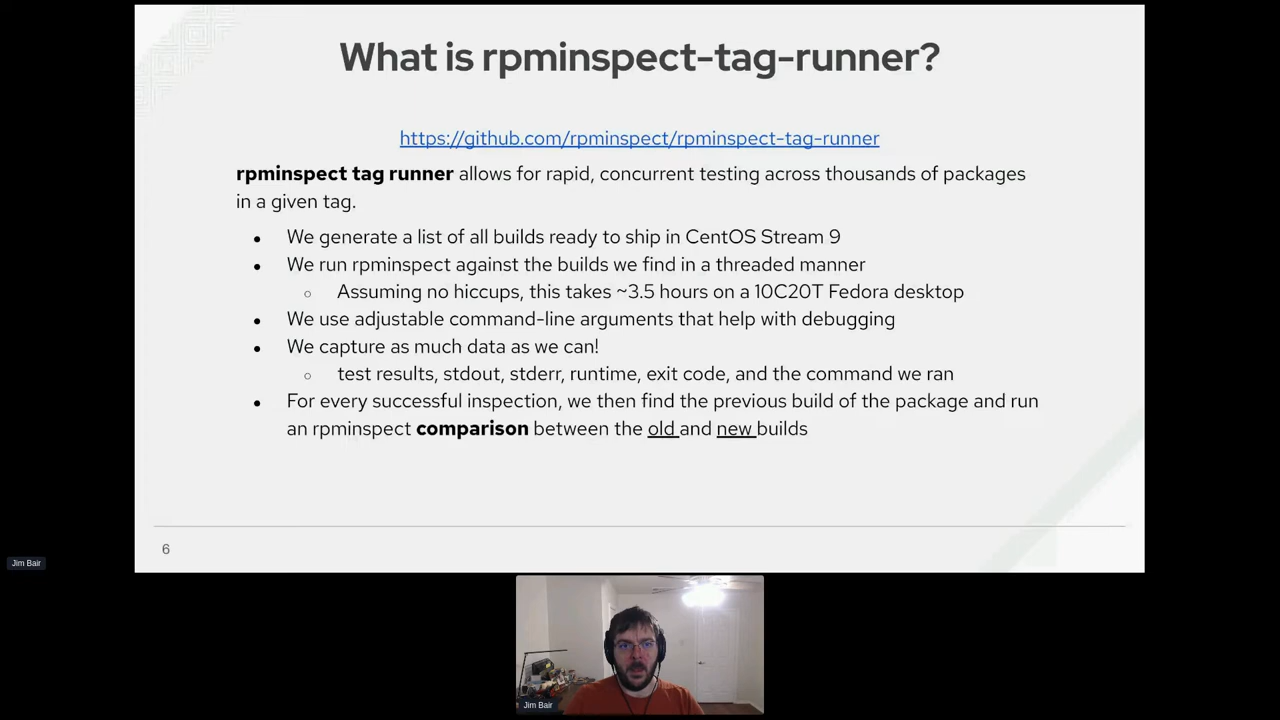 What is rpminspect-tag-runner?
https://github.com/rpminspect/rpminspect-tag-runner
rpminspect tag runner allows for rapid, concurrent testing across thousands of packages
in a given tag.
● We generate a list of all builds ready to ship in CentOS Stream 9
● We run rpminspect against the builds we find in a threaded manner
○ Assuming no hiccups, this takes ~3.5 hours on a 10C20T Fedora desktop
● We use adjustable command-line arguments that help with debugging
● We capture as much data as we can!
○ test results, stdout, stderr, runtime, exit code, and the command we ran
● For every successful inspection, we then find the previous build of the package and run
an rpminspect comparison between the old and new builds
6
Jim Bair
Jim Bair